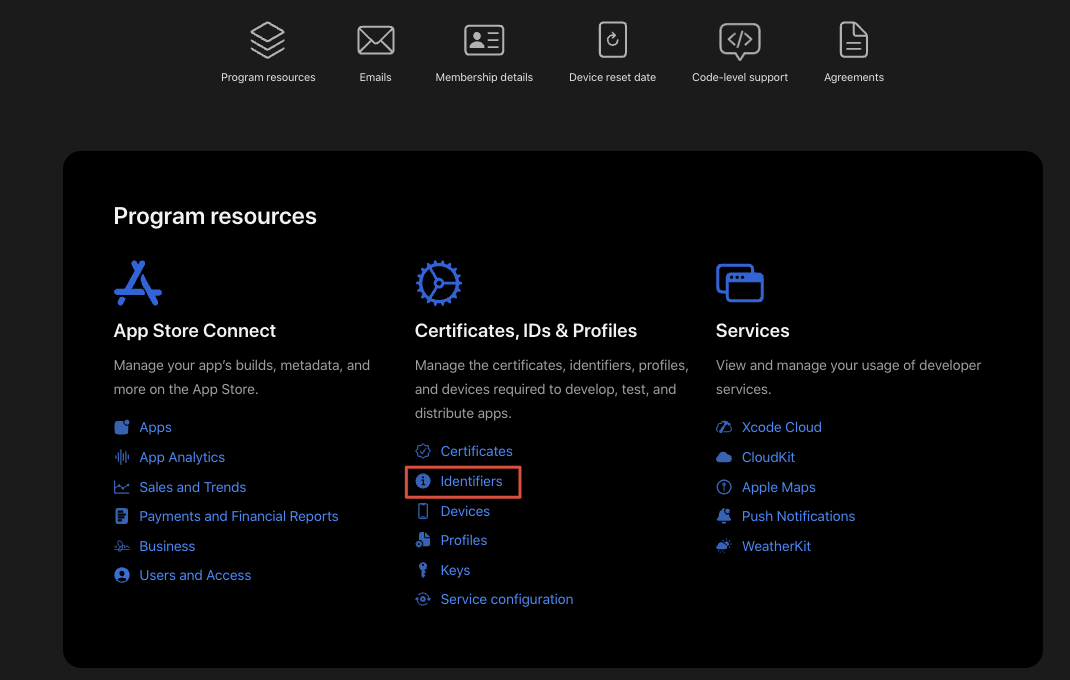 Program resources
Emails
Membership details
Device reset date
Code-level support
Agreements
Program resources
App Store Connect
Manage your app’s builds, metadata, and
more on the App Store.
Apps
App Analytics
Sales and Trends
Payments and Financial Reports
Business
Users and Access
Certificates, IDs & Profiles
Manage the certificates, identifiers, profiles,
and devices required to develop, test, and
distribute apps.
Certificates
Identifiers
Devices
Profiles
Keys
Service configuration
Services
View and manage your usage of developer
services.
Xcode Cloud
CloudKit
Apple Maps
Push Notifications
WeatherKit